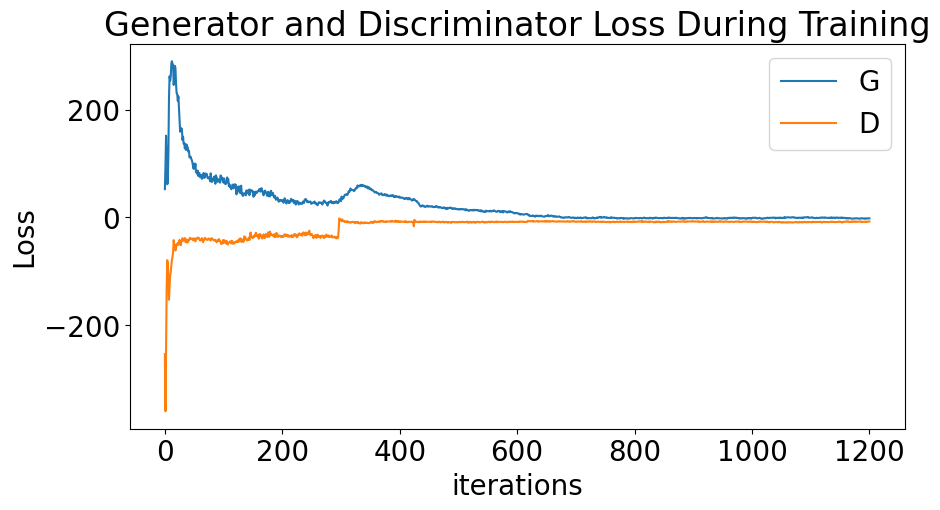 Generator and Discriminator Loss During Training
G
D
200
0
−200
Loss
0 200 400 600 800 1000 1200
iterations